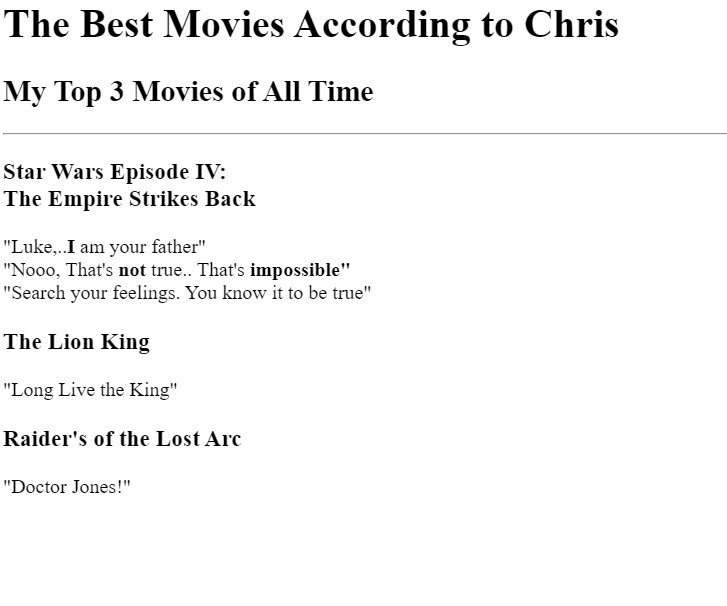 The Best Movies According to Chris
My Top 3 Movies of All Time
Star Wars Episode IV:
The Empire Strikes Back
"Luke,..I am your father"
"Nooo, That's not true.. That's impossible"
"Search your feelings. You know it to be true"
The Lion King
"Long Live the King"
Raider's of the Lost Arc
"Doctor Jones!"